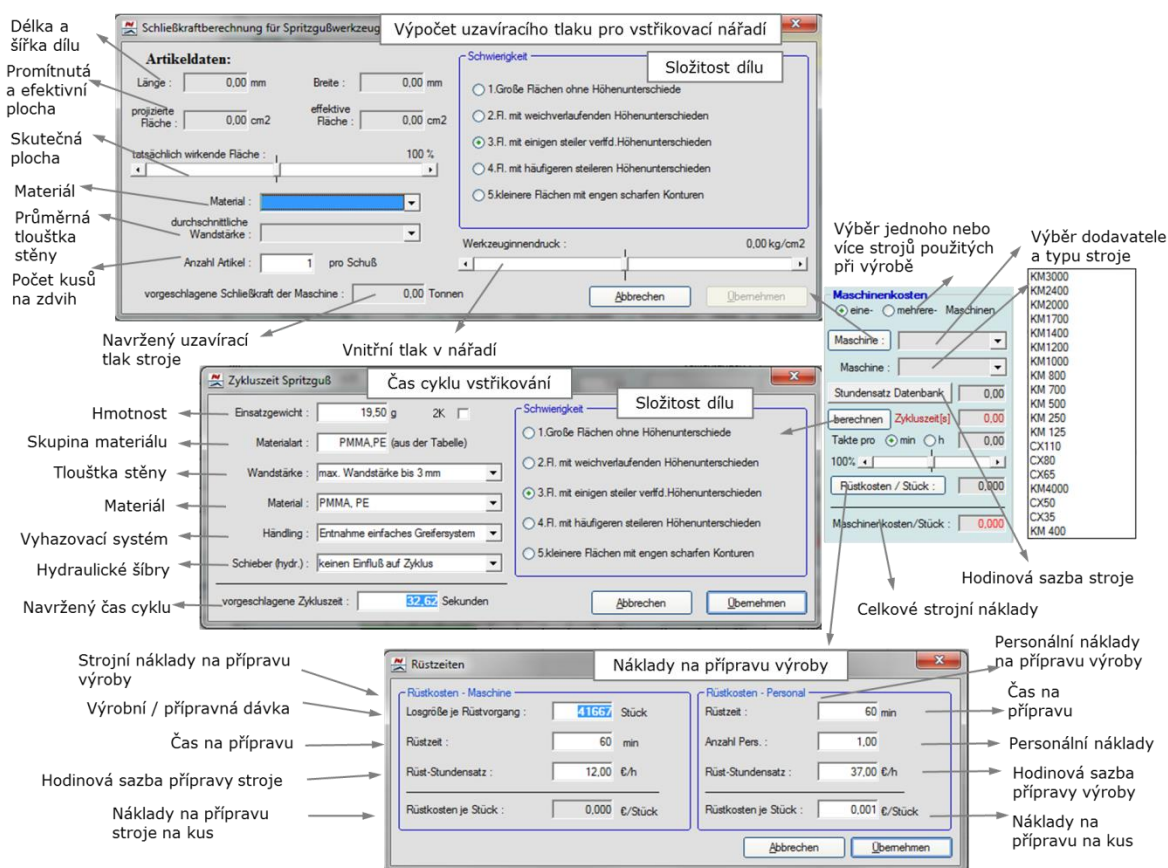 Délka a
šířka dílu
Promítnutá
a efektivní
plocha
Skutečná
plocha
Materiál
Průměrná
tlouštka
stěny
Počet kusů
na zdvih
Schließkraftberechnung für Spritzgußwerkzeug
Výpočet uzavíracího tlaku pro vstřikovací nářadí
Artikeldaten:
Länge : 0,00 mm Breite : 0,00 mm
projizierte
Fläche : 0,00 cm2
effektive
Fläche : 0,00 cm2
tatsächlich wirkende Fläche : 100 %
Material :
durchschnittliche
Wandstärke :
Anzahl Artikel : 1 pro Schuß
vorgeschlagene Schließkraft der Maschine : 0,00 Tonnen
Schwierigkeit
Složitost dílu
1.Große Flächen ohne Höhenunterschiede
2.Fl. mit weichverlaufenden Höhenunterschieden
3.Fl. mit einigen steiler verffd.Höhenunterschieden
4.Fl. mit häufigeren steileren Höhenunterschieden
5.kleinere Flächen mit engen scharfen Konturen
Werkzeuginnendruck : 0,00 kg/cm2
Abbrechen Übernehmen
Navržený uzavírací
tlak stroje
Vnitřní tlak v nářadí
Výběr jednoho nebo
více strojů použitých
při výrobě
Výběr dodavatele
a typu stroje
Maschinenkosten
eine- mehrere- Maschinen
Maschine :
Maschine :
Stundensatz Datenbank 0,00
berechnen Zykluszeit[s] 0,00
Takte pro min h 0,00
100%
Rüstkosten / Stück : 0,000
Maschinenkosten/Stück : 0,000
KM3000
KM2400
KM2000
KM1700
KM1400
KM1200
KM1000
KM 800
KM 700
KM 500
KM 250
KM 125
CX110
CX80
CX65
KM4000
CX50
CX35
KM 400
Hodinová sazba stroje
Celkové strojní náklady
Hmotnost
Skupina materiálu
Tlouštka stěny
Materiál
Vyhazovací systém
Hydraulické šíbry
Navržený čas cyklu
Zykluszeit Spritzguß
Čas cyklu vstřikování
Einsatzgewicht : 19,50 g 2K
Materialart : PMMA,PE (aus der Tabelle)
Wandstärke : max. Wandstärke bis 3 mm
Material : PMMA, PE
Händling : Entnahme einfaches Greifersystem
Schieber (hydr.) : keinen Einfluß auf Zyklus
vorgeschlagene Zykluszeit : 32,62 Sekunden
Schwierigkeit
Složitost dílu
1.Große Flächen ohne Höhenunterschiede
2.Fl. mit weichverlaufenden Höhenunterschieden
3.Fl. mit einigen steiler verffd.Höhenunterschieden
4.Fl. mit häufigeren steileren Höhenunterschieden
5.kleinere Flächen mit engen scharfen Konturen
Abbrechen Übernehmen
Strojní náklady na přípravu
výroby
Výrobní / přípravná dávka
Čas na přípravu
Hodinová sazba přípravy stroje
Náklady na přípravu
stroje na kus
Rüstzeiten
Náklady na přípravu výroby
Rüstkosten - Maschine
Losgröße je Rüstvorgang : 41667 Stück
Rüstzeit : 60 min
Rüst-Stundensatz : 12,00 €/h
Rüstkosten je Stück : 0,000 €/Stück
Rüstkosten - Personal
Rüstzeit : 60 min
Anzahl Pers. : 1,00
Rüst-Stundensatz : 37,00 €/h
Rüstkosten je Stück : 0,001 €/Stück
Abbrechen Übernehmen
Personální náklady
na přípravu výroby
Čas na
přípravu
Personální náklady
Hodinová sazba
přípravy výroby
Náklady na
přípravu na kus